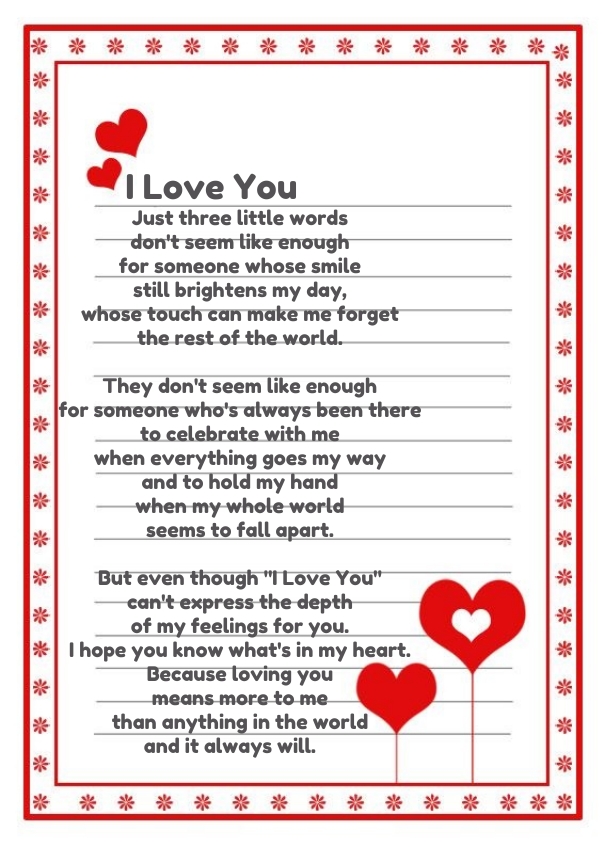 I Love You
Just three little words
don't seem like enough
for someone whose smile
still brightens my day,
whose touch can make me forget
the rest of the world.
They don't seem like enough
for someone who's always been there
to celebrate with me
when everything goes my way
and to hold my hand
when my whole world
seems to fall apart.
But even though "I Love You"
can't express the depth
of my feelings for you.
I hope you know what's in my heart.
Because loving you
means more to me
than anything in the world
and it always will.